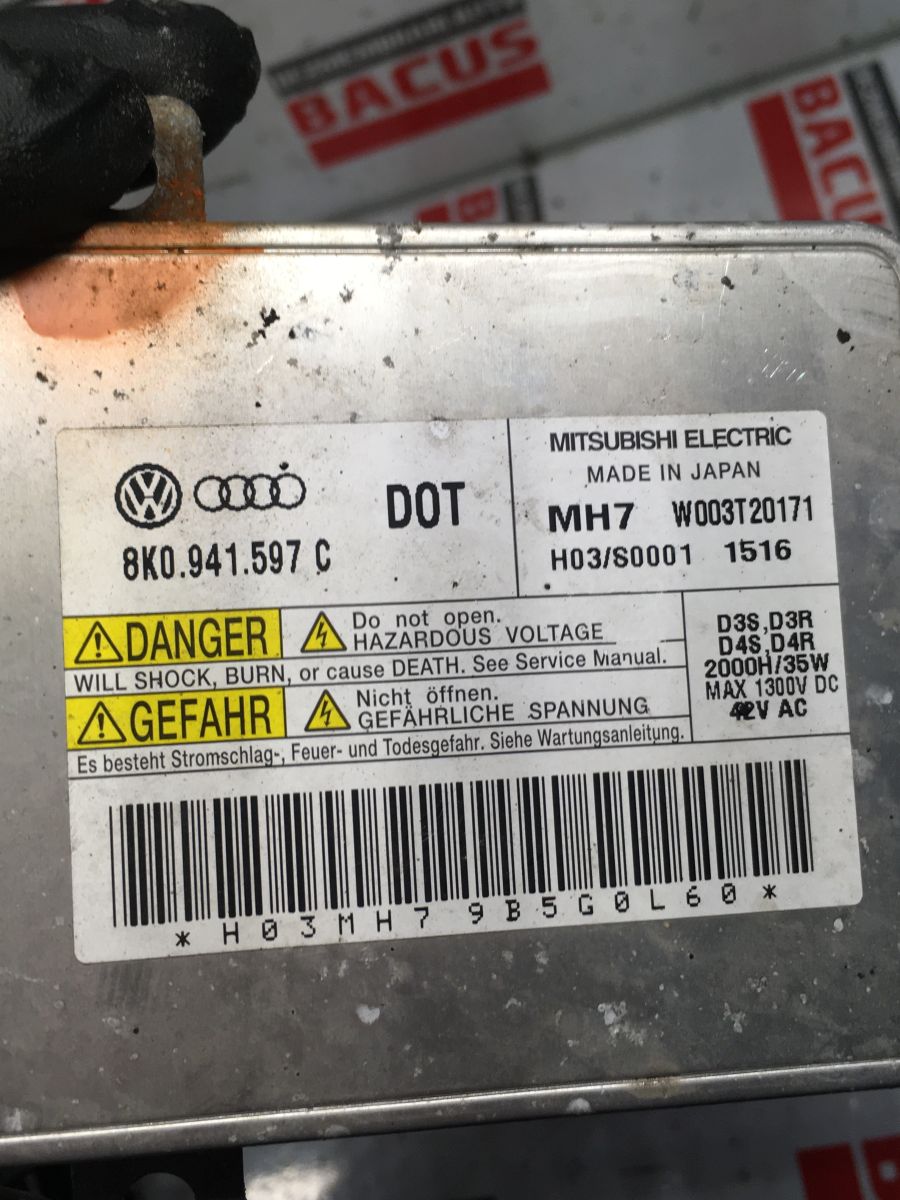 BACUS
BACUS
8K0.941.597 C
DOT
MITSUBISHI ELECTRIC
MADE IN JAPAN
MH7 W003T20171
H03/S0001 1516
DANGER
Do not open.
HAZARDOUS VOLTAGE
WILL SHOCK, BURN, or cause DEATH. See Service Manual.
GEFAHR
Nicht öffnen.
GEFÄHRLICHE SPANNUNG
Es besteht Stromschlag-, Feuer- und Todesgefahr. Siehe Wartungsanleitung.
D3S,D3R
D4S,D4R
2000H/35W
MAX 1300V DC
42V AC
*H03MH79B5G0L60*